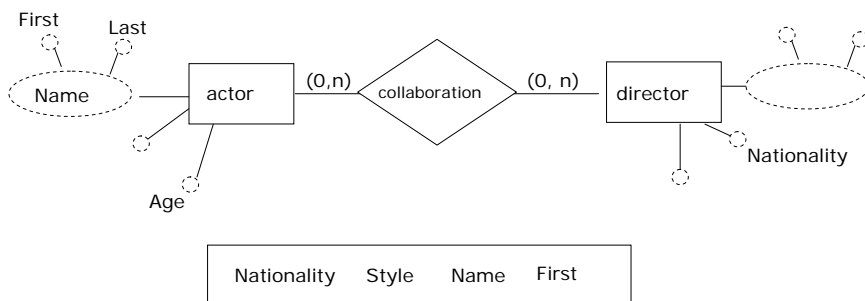 First
Last
Name
actor
(0,n)
collaboration
(0, n)
director
Nationality
Age
Nationality Style Name First